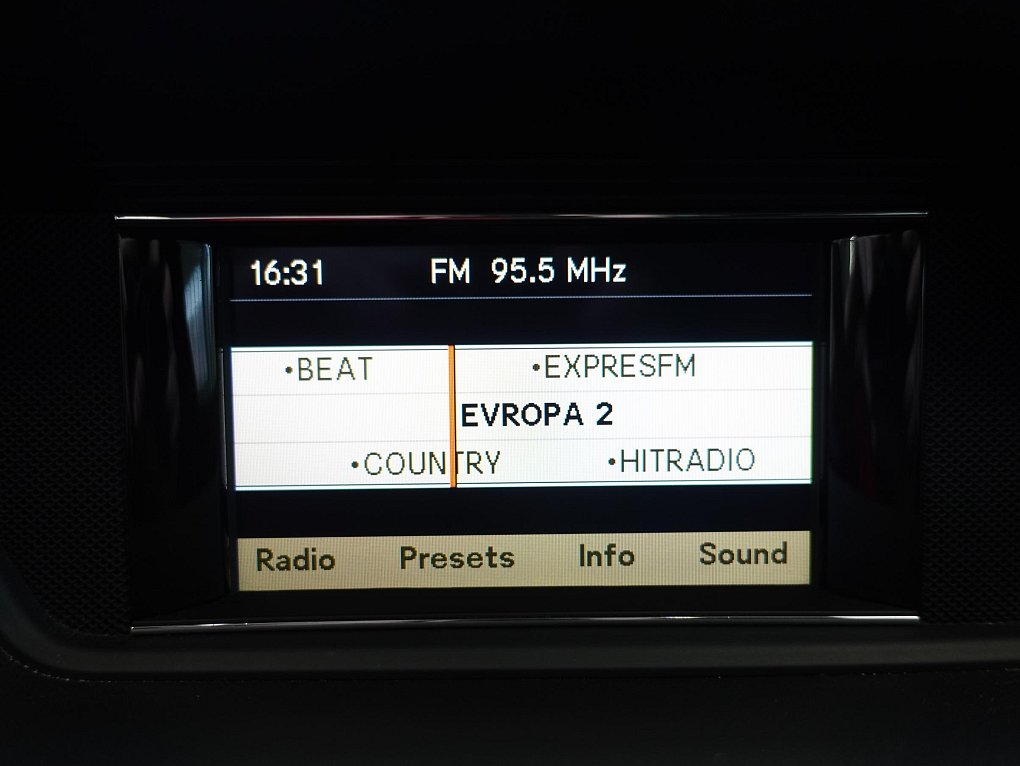 16:31 FM 95.5 MHz
•BEAT •EXPRESFM
EVROPA 2
•COUNTRY •HITRADIO
Radio Presets Info Sound